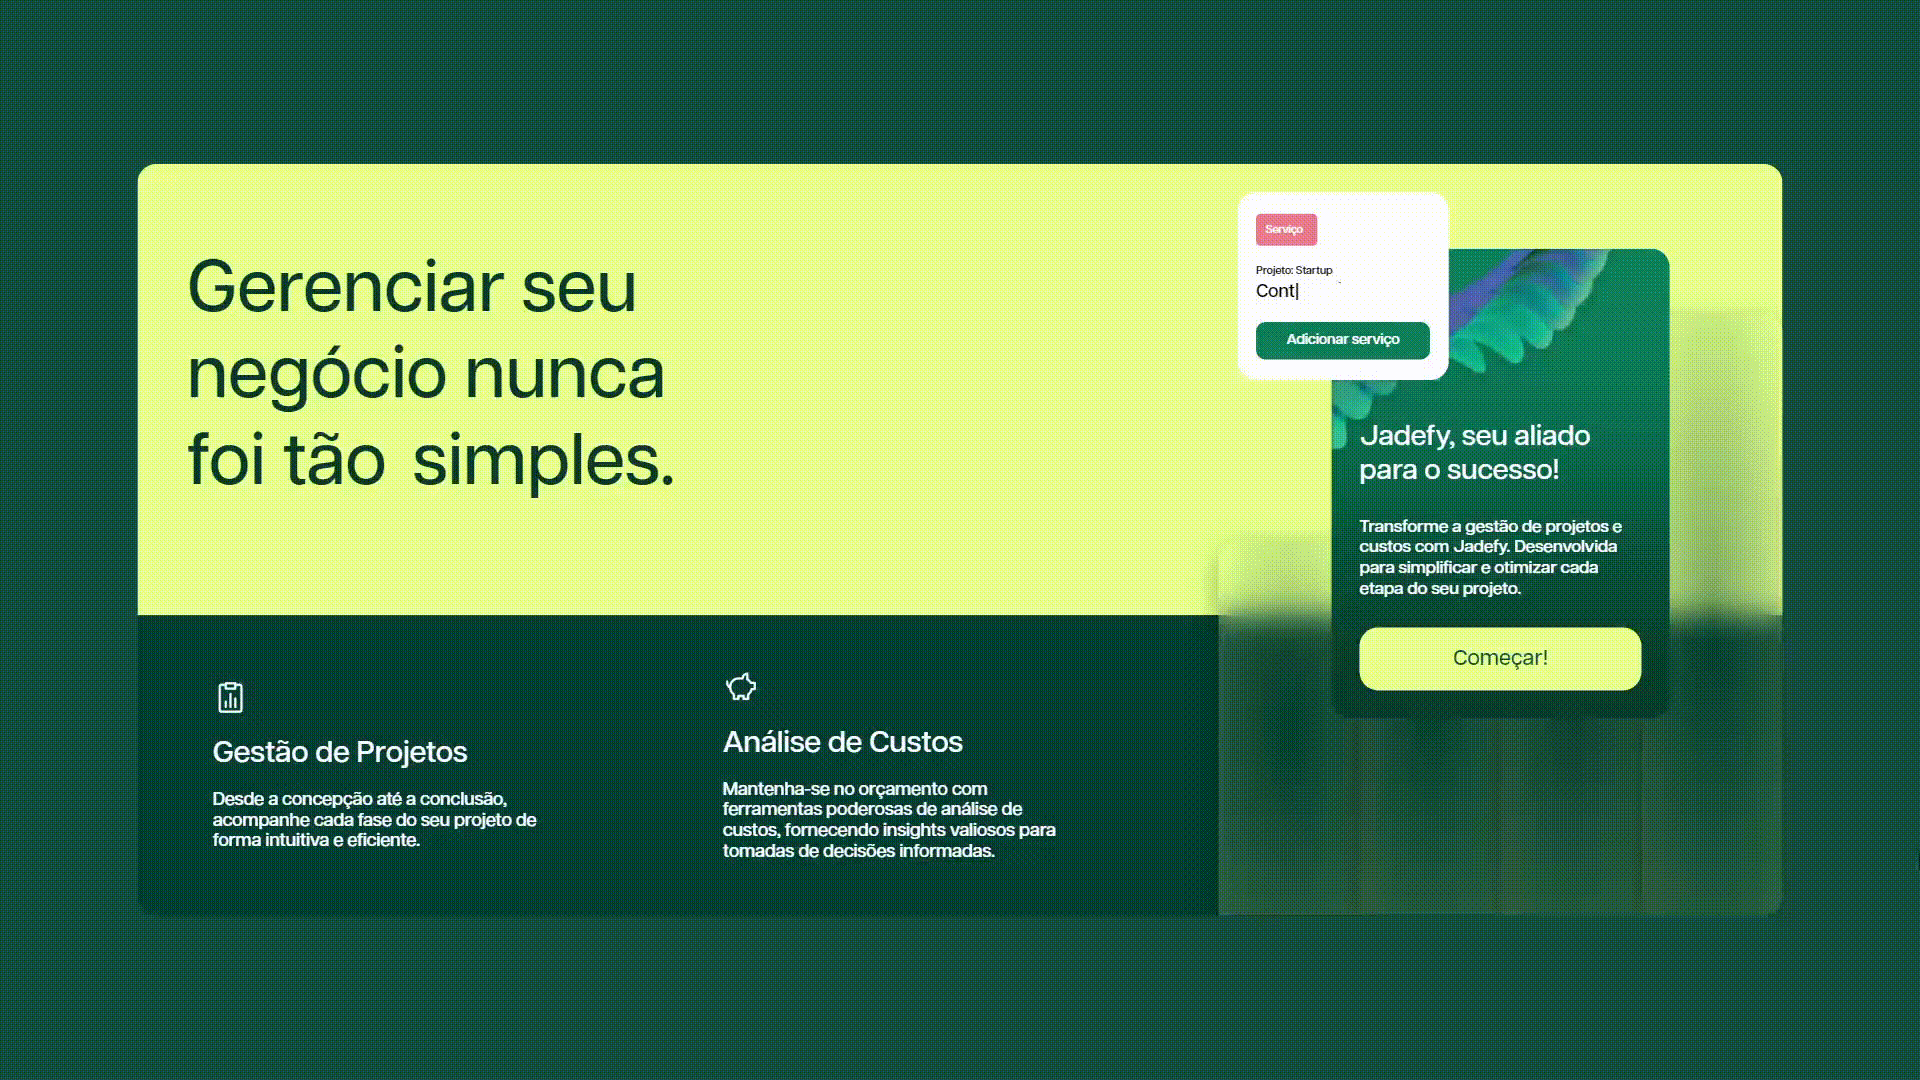 Gerenciar seu
negócio nunca
foi tão simples.
Serviço
Projeto: Startup
Cont|
Adicionar serviço
Jadefy, seu aliado
para o sucesso!
Transforme a gestão de projetos e
custos com Jadefy. Desenvolvida
para simplificar e otimizar cada
etapa do seu projeto.
Começar!
Gestão de Projetos
Desde a concepção até a conclusão,
acompanhe cada fase do seu projeto de
forma intuitiva e eficiente.
Análise de Custos
Mantenha-se no orçamento com
ferramentas poderosas de análise de
custos, fornecendo insights valiosos para
tomadas de decisões informadas.